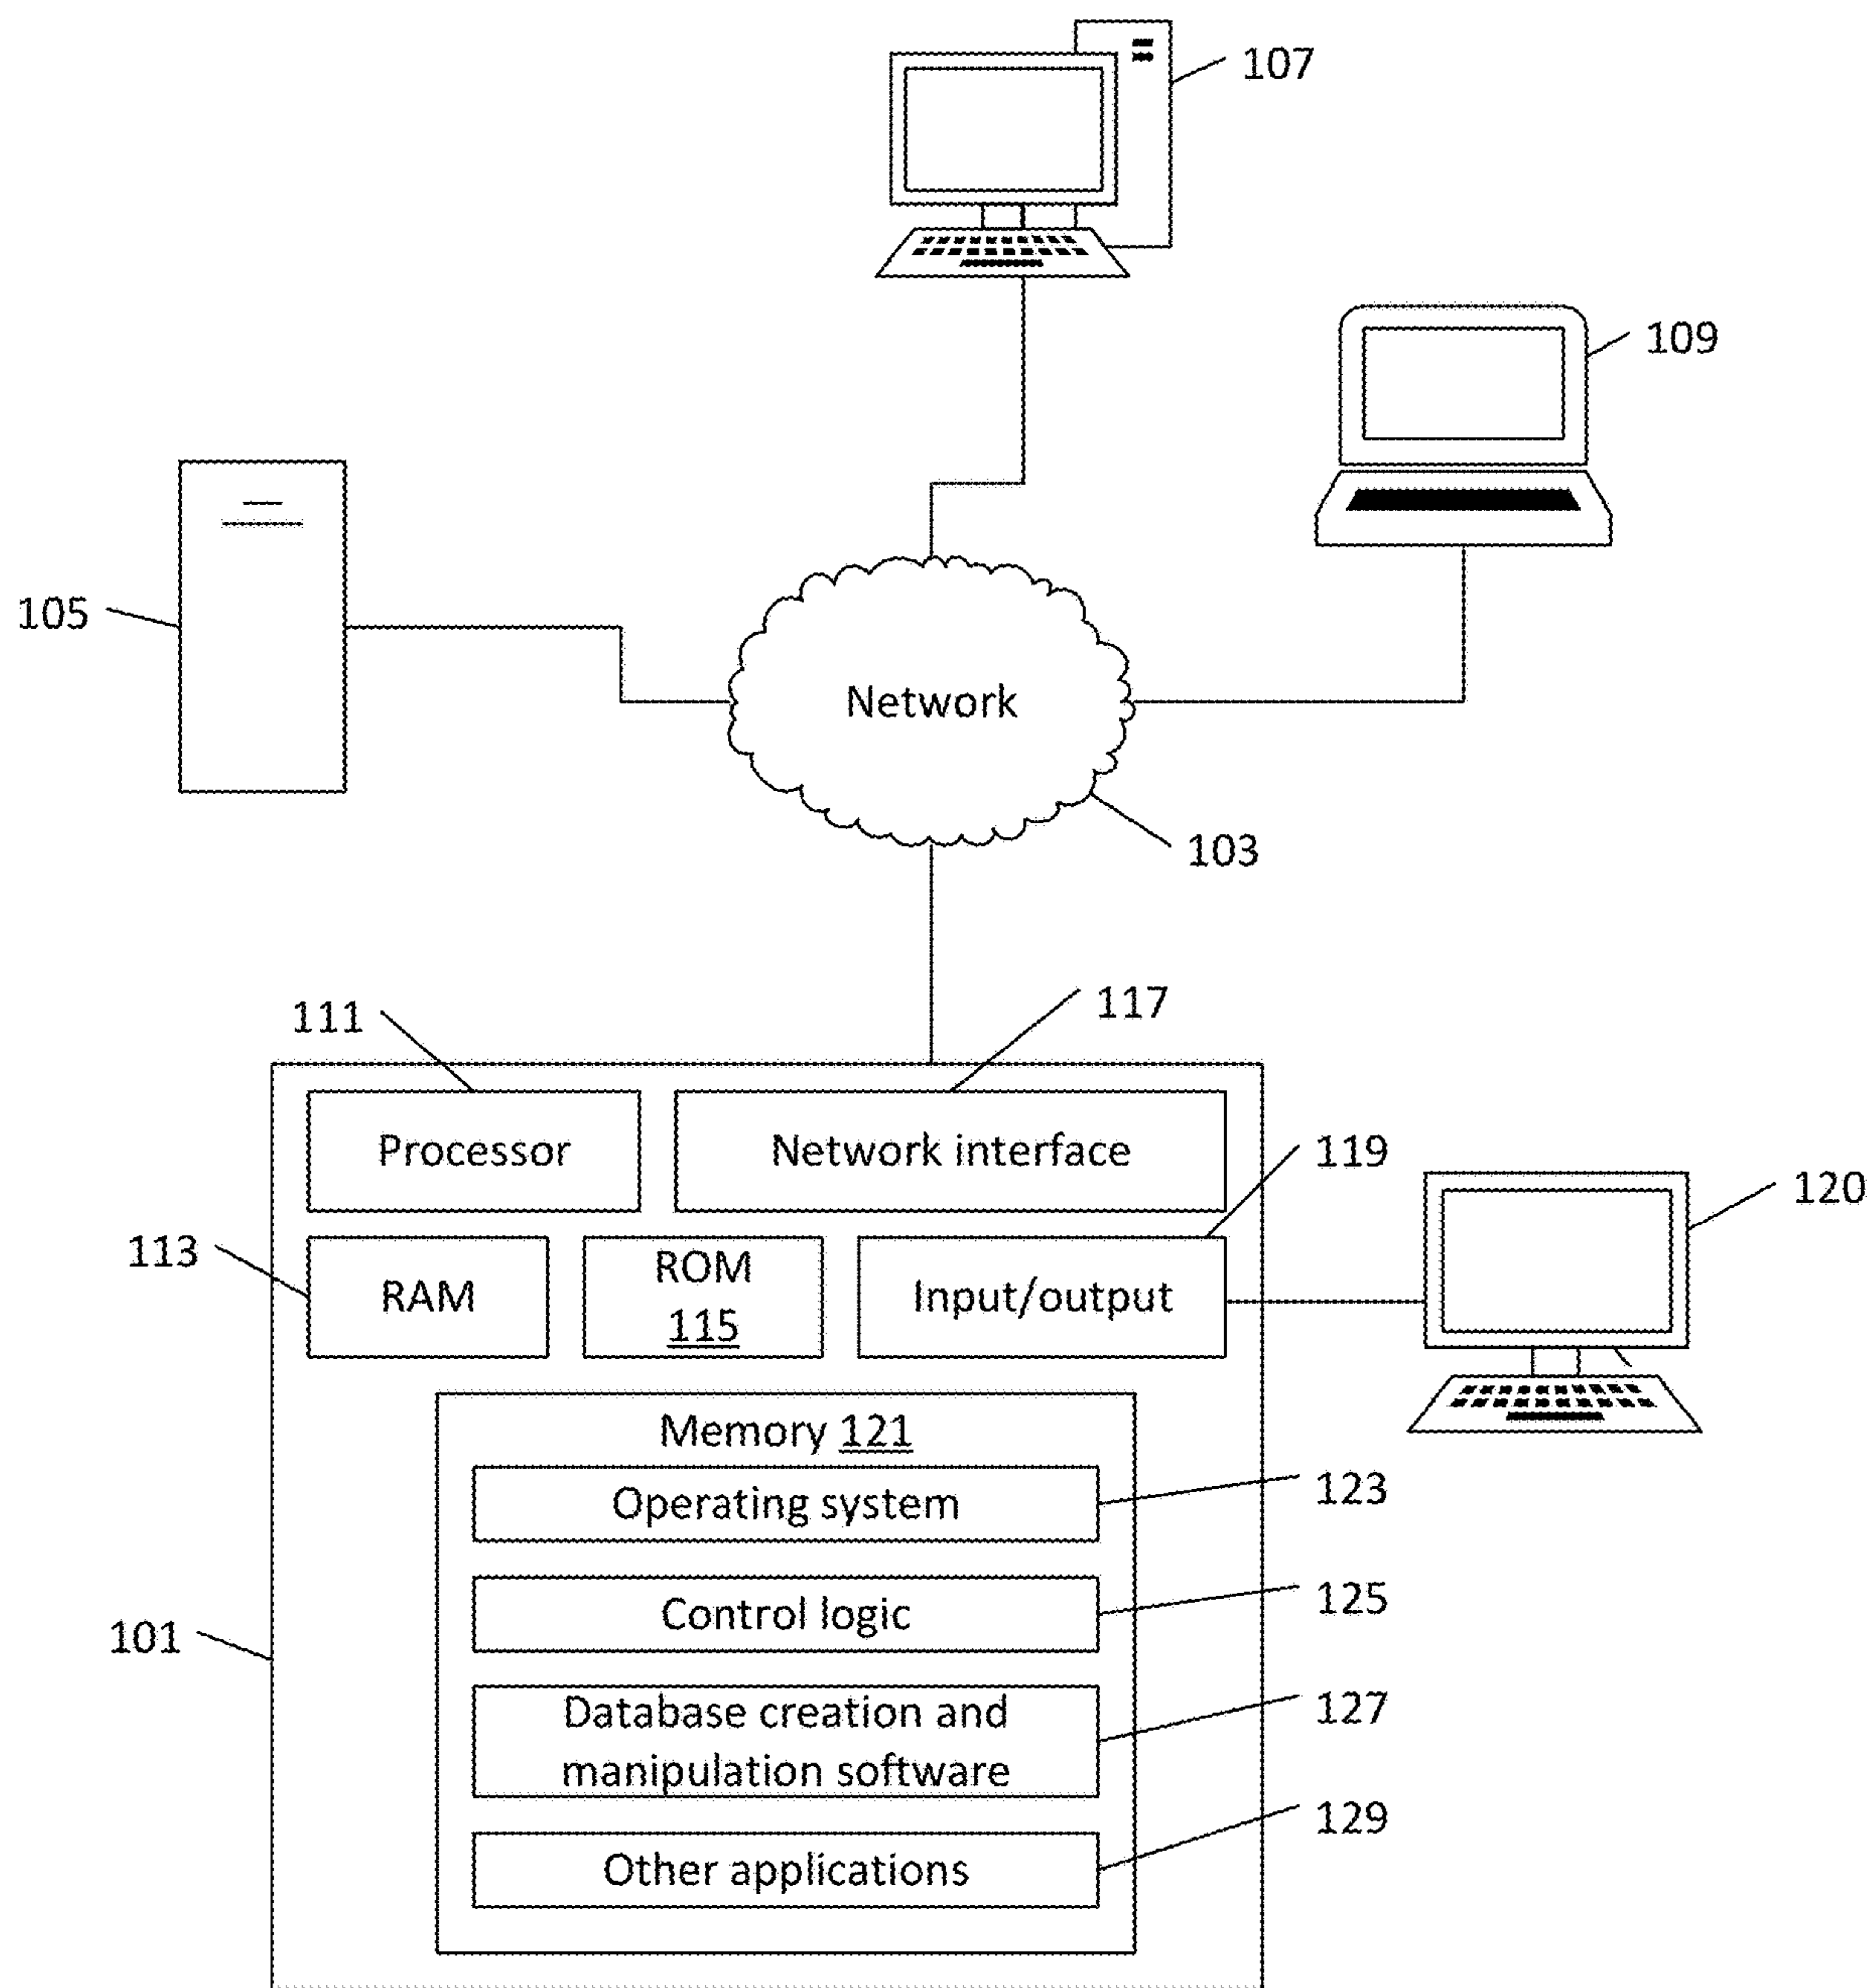 107
109
105
Network
103
111
117
Processor
Network interface
119
120
113
RAM
ROM
115
Input/output
Memory 121
Operating system
123
Control logic
125
101
Database creation and
manipulation software
127
Other applications
129